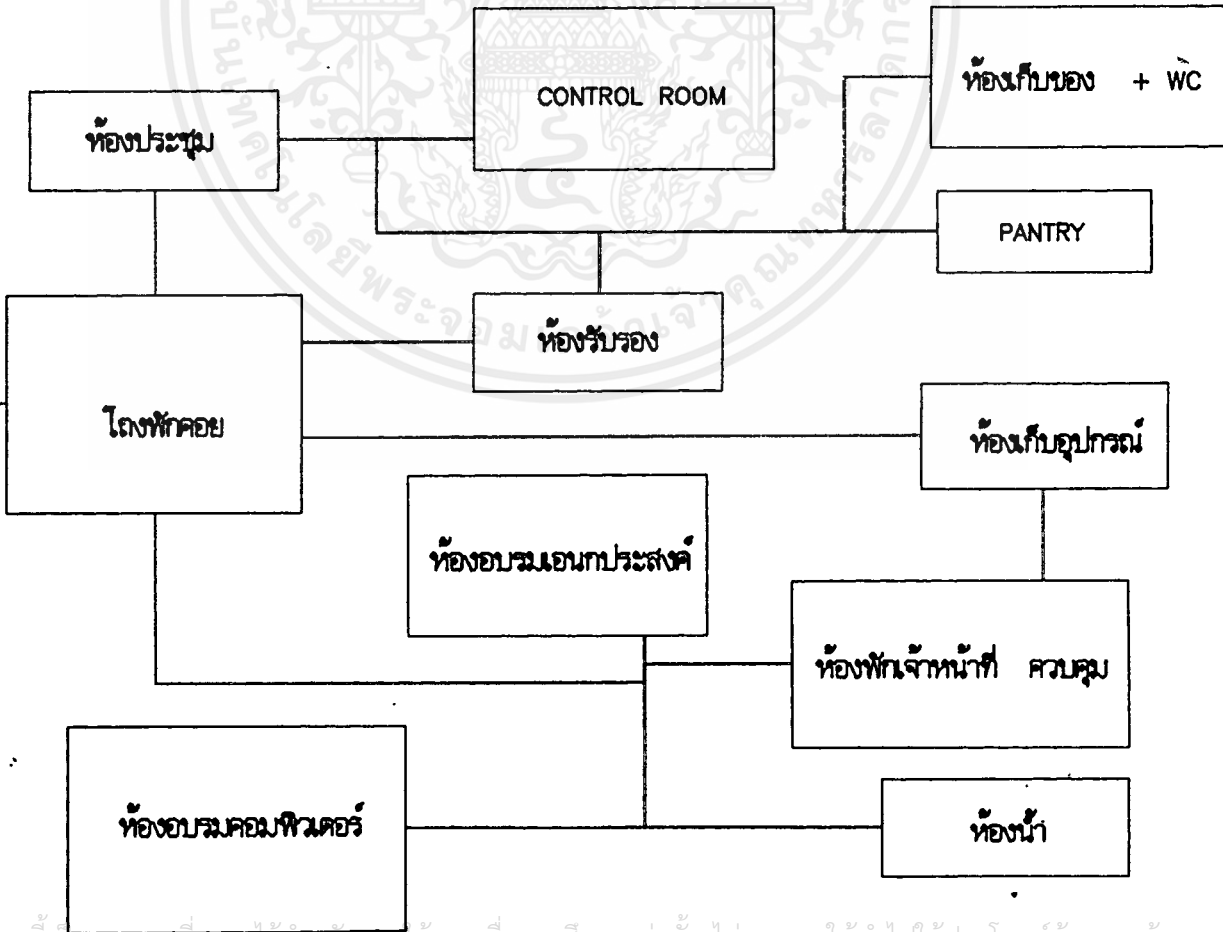 CONTROL ROOM
ห้องเก็บของ + WC
ห้องประชุม
PANTRY
ห้องรับรอง
โถงพักคอย
ห้องเก็บอุปกรณ์
ห้องอบรมเอนกประสงค์
ห้องพักเจ้าหน้าที่ ควบคุม
ห้องอบรมคอมพิวเตอร์
ห้องน้ำ